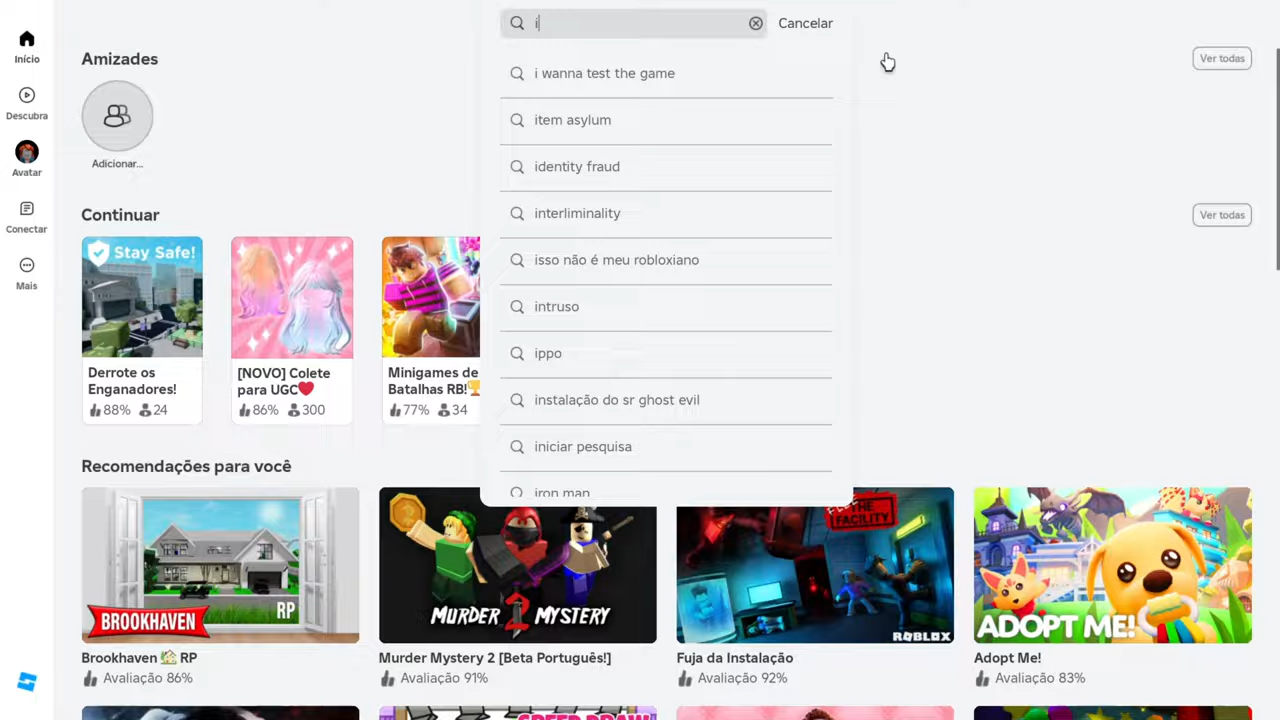 i
Cancelar
i wanna test the game
item asylum
identity fraud
interliminality
isso não é meu robloxiano
intruso
ippo
instalação do sr ghost evil
iniciar pesquisa
iron man
Início
Descubra
Avatar
Conectar
Mais
Amizades
Ver todas
Adicionar...
Continuar
Ver todas
Stay Safe!
Derrote os
Enganadores!
88% 24
[NOVO] Colete
para UGC❤️
86% 300
Minigames de
Batalhas RB!🏆
77% 34
Recomendações para você
BROOKHAVEN RP
Brookhaven 🏡 RP
Avaliação 86%
MURDER 2 MYSTERY
Murder Mystery 2 [Beta Português!]
Avaliação 91%
THE
FACILITY
ROBLOX
Fuja da Instalação
Avaliação 92%
ADOPT ME!
Adopt Me!
Avaliação 83%
SPEED DRAW